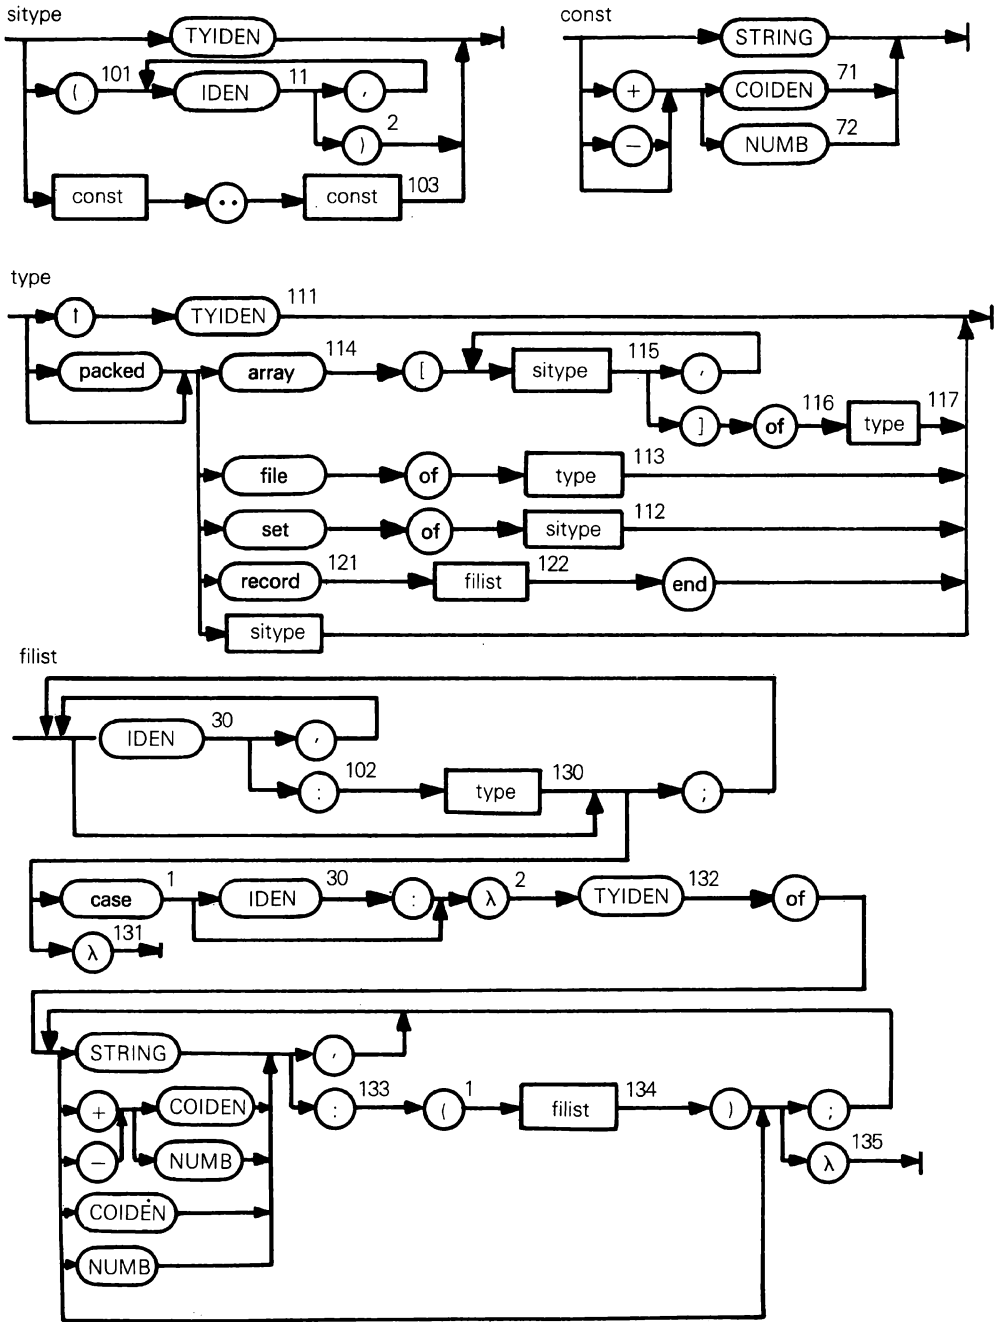 sitype
const
TYIDEN
STRING
( 101 IDEN 11 ,
+ COIDEN 71
) 2
− NUMB 72
const .. const 103
type
↑ TYIDEN 111
packed array 114 [ sitype 115 ,
] of 116 type 117
file of type 113
set of sitype 112
record 121 filist 122 end
sitype
filist
IDEN 30 ,
: 102 type 130 ;
case 1 IDEN 30 : λ 2 TYIDEN 132 of
λ 131
STRING ,
+ COIDEN : 133 ( 1 filist 134 ) ;
− NUMB λ 135
COIDEN
NUMB